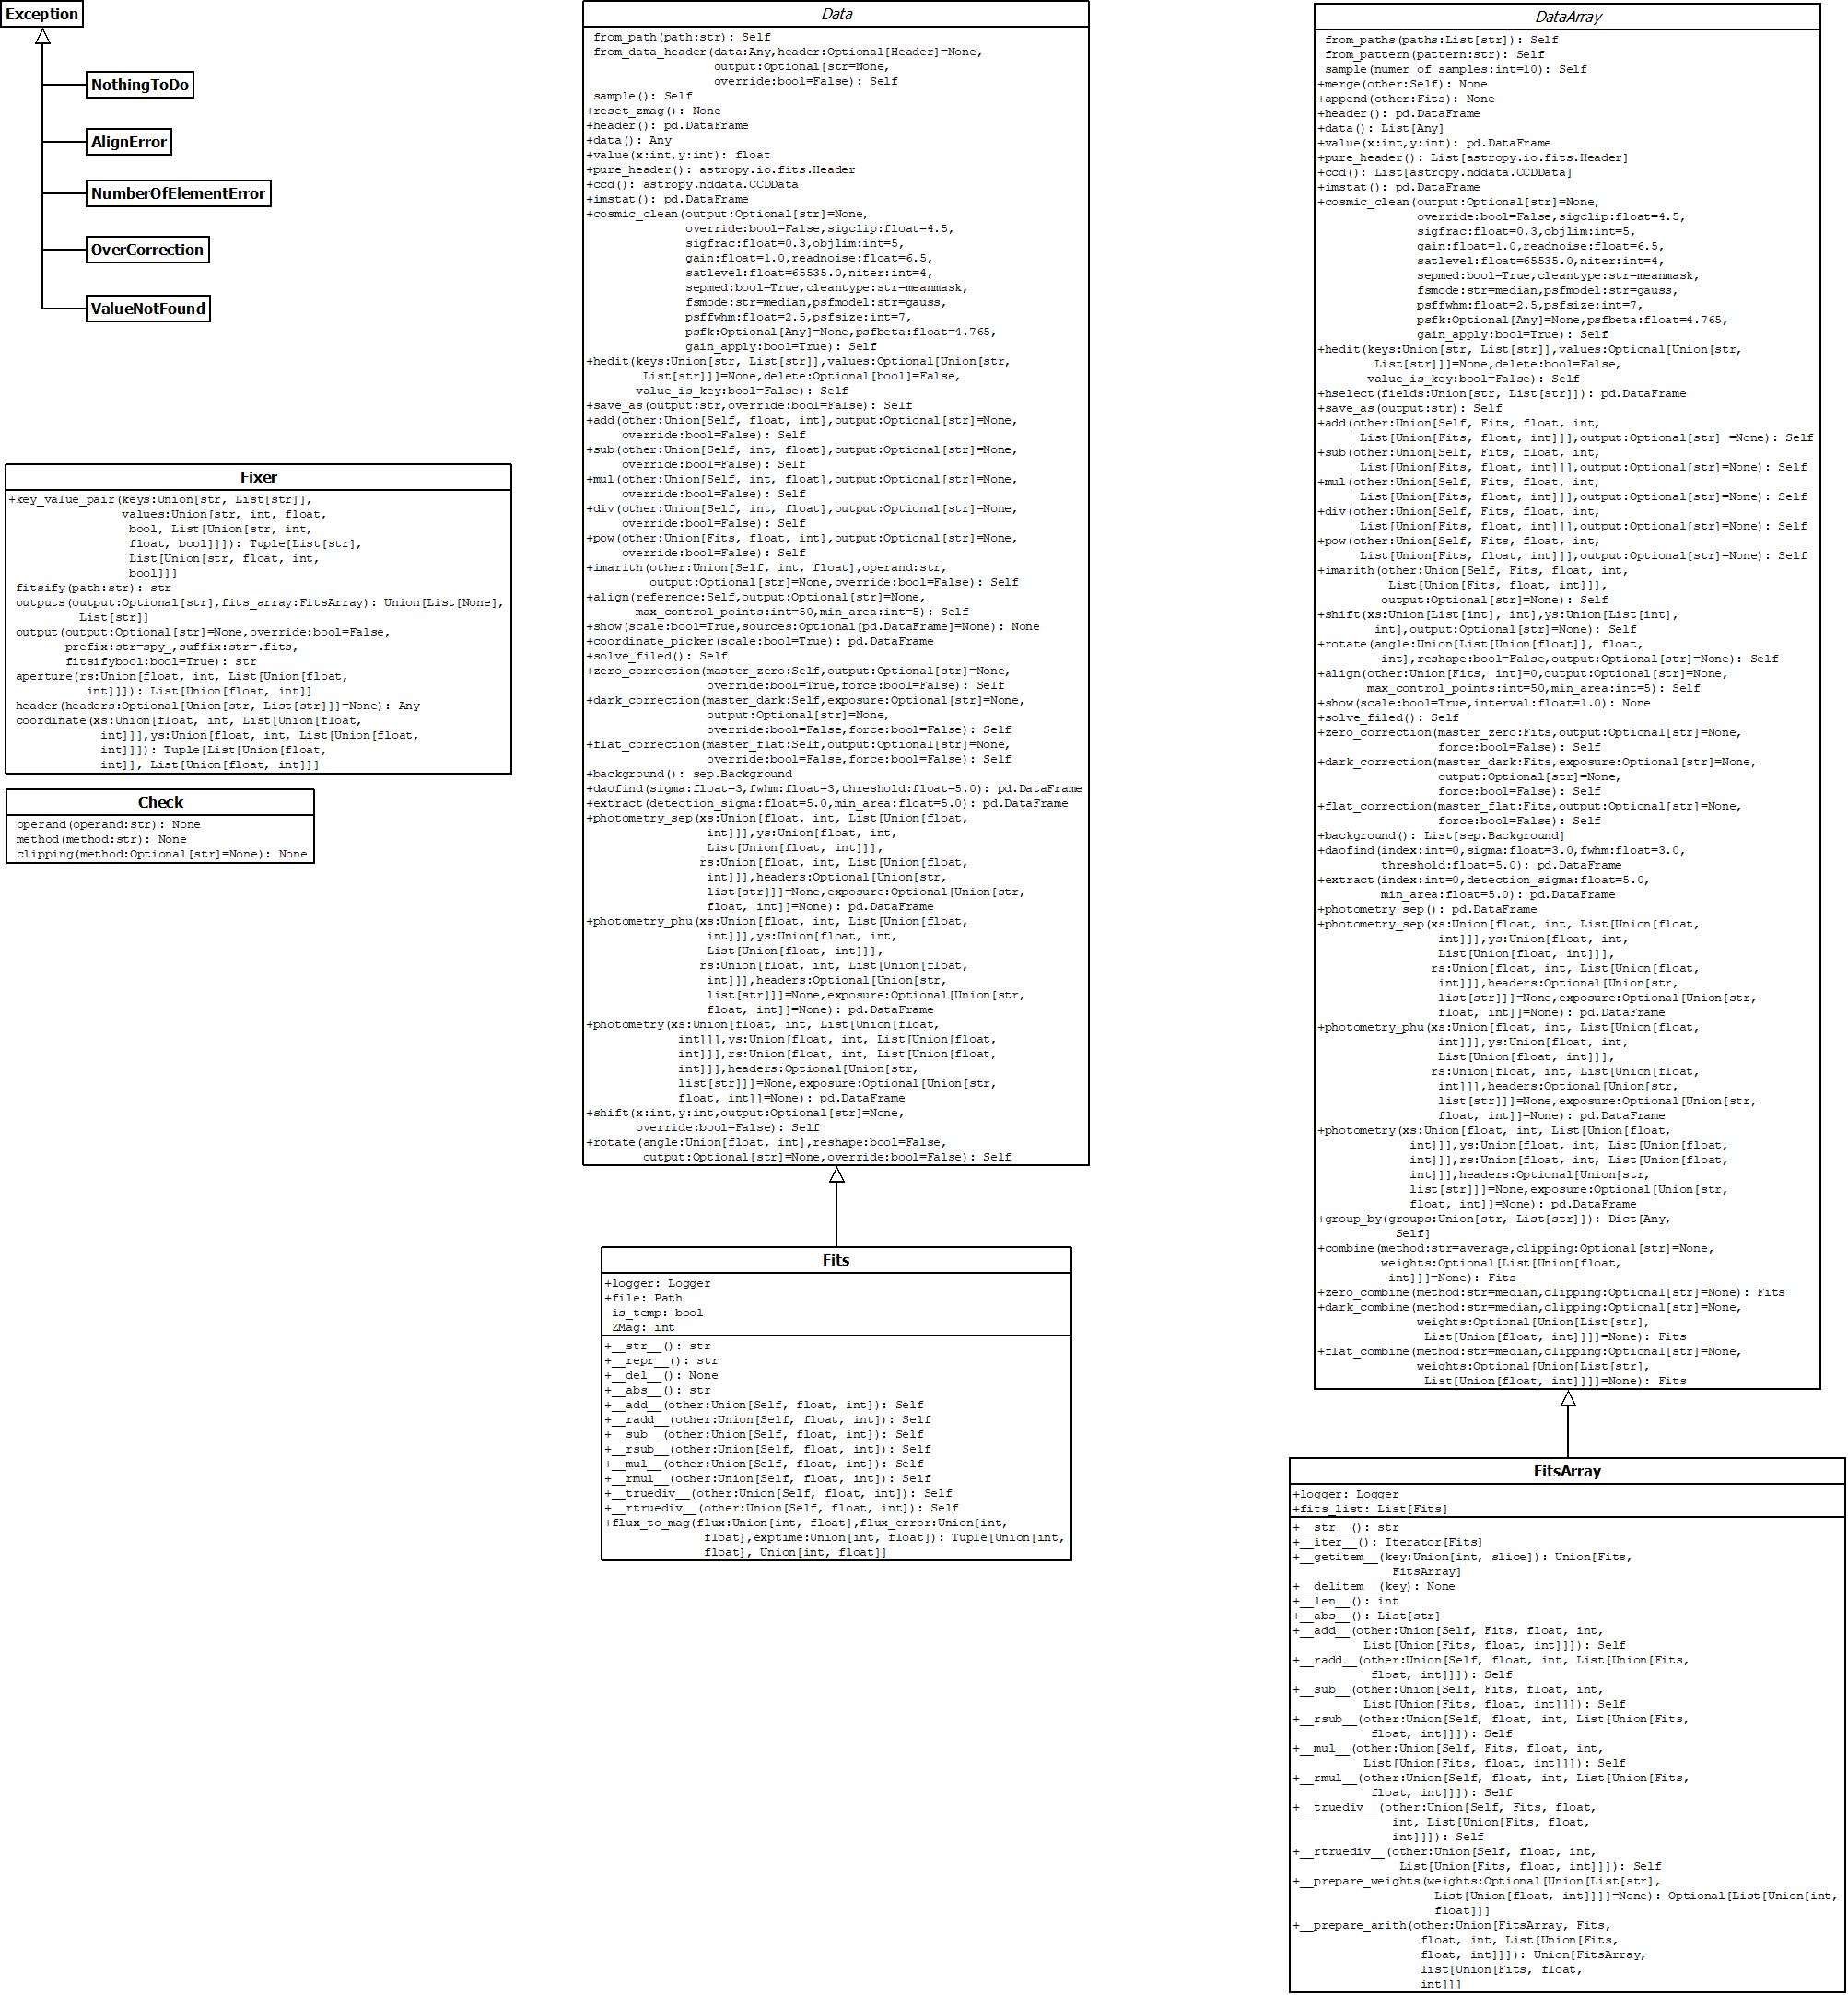 Exception
NothingToDo
AlignError
NumberOfElementError
OverCorrection
ValueNotFound
Fixer
+key_value_pair(keys:Union[str, List[str]],
values:Union[str, int, float,
bool, List[Union[str, int,
float, bool]]]): Tuple[List[str],
List[Union[str, float, int,
bool]]]
fitsify(path:str): str
outputs(output:Optional[str],fits_array:FitsArray): Union[List[None],
List[str]]
output(output:Optional[str]=None,override:bool=False,
prefix:str=spy_,suffix:str=.fits,
fitsifybool:bool=True): str
aperture(rs:Union[float, int, List[Union[float,
int]]]): List[Union[float, int]]
header(headers:Optional[Union[str, List[str]]]=None): Any
coordinate(xs:Union[float, int, List[Union[float,
int]]],ys:Union[float, int, List[Union[float,
int]]]): Tuple[List[Union[float,
int]], List[Union[float, int]]]
Check
operand(operand:str): None
method(method:str): None
clipping(method:Optional[str]=None): None
Data
from_path(path:str): Self
from_data_header(data:Any,header:Optional[Header]=None,
output:Optional[str=None,
override:bool=False): Self
sample(): Self
+reset_zmag(): None
+header(): pd.DataFrame
+data(): Any
+value(x:int,y:int): float
+pure_header(): astropy.io.fits.Header
+ccd(): astropy.nddata.CCDData
+imstat(): pd.DataFrame
+cosmic_clean(output:Optional[str]=None,
override:bool=False,sigclip:float=4.5,
sigfrac:float=0.3,objlim:int=5,
gain:float=1.0,readnoise:float=6.5,
satlevel:float=65535.0,niter:int=4,
sepmed:bool=True,cleantype:str=meanmask,
fsmode:str=median,psfmodel:str=gauss,
psffwhm:float=2.5,psfsize:int=7,
psfk:Optional[Any]=None,psfbeta:float=4.765,
gain_apply:bool=True): Self
+hedit(keys:Union[str, List[str]],values:Optional[Union[str,
List[str]]]=None,delete:Optional[bool]=False,
value_is_key:bool=False): Self
+save_as(output:str,override:bool=False): Self
+add(other:Union[Self, float, int],output:Optional[str]=None,
override:bool=False): Self
+sub(other:Union[Self, int, float],output:Optional[str]=None,
override:bool=False): Self
+mul(other:Union[Self, int, float],output:Optional[str]=None,
override:bool=False): Self
+div(other:Union[Self, int, float],output:Optional[str]=None,
override:bool=False): Self
+pow(other:Union[Fits, float, int],output:Optional[str]=None,
override:bool=False): Self
+imarith(other:Union[Self, int, float],operand:str,
output:Optional[str]=None,override:bool=False): Self
+align(reference:Self,output:Optional[str]=None,
max_control_points:int=50,min_area:int=5): Self
+show(scale:bool=True,sources:Optional[pd.DataFrame]=None): None
+coordinate_picker(scale:bool=True): pd.DataFrame
+solve_filed(): Self
+zero_correction(master_zero:Self,output:Optional[str]=None,
override:bool=True,force:bool=False): Self
+dark_correction(master_dark:Self,exposure:Optional[str]=None,
output:Optional[str]=None,
override:bool=False,force:bool=False): Self
+flat_correction(master_flat:Self,output:Optional[str]=None,
override:bool=False,force:bool=False): Self
+background(): sep.Background
+daofind(sigma:float=3,fwhm:float=3,threshold:float=5.0): pd.DataFrame
+extract(detection_sigma:float=5.0,min_area:float=5.0): pd.DataFrame
+photometry_sep(xs:Union[float, int, List[Union[float,
int]]],ys:Union[float, int,
List[Union[float, int]]],
rs:Union[float, int, List[Union[float,
int]]],headers:Optional[Union[str,
list[str]]]=None,exposure:Optional[Union[str,
float, int]]=None): pd.DataFrame
+photometry_phu(xs:Union[float, int, List[Union[float,
int]]],ys:Union[float, int,
List[Union[float, int]]],
rs:Union[float, int, List[Union[float,
int]]],headers:Optional[Union[str,
list[str]]]=None,exposure:Optional[Union[str,
float, int]]=None): pd.DataFrame
+photometry(xs:Union[float, int, List[Union[float,
int]]],ys:Union[float, int, List[Union[float,
int]]],rs:Union[float, int, List[Union[float,
int]]],headers:Optional[Union[str,
list[str]]]=None,exposure:Optional[Union[str,
float, int]]=None): pd.DataFrame
+shift(x:int,y:int,output:Optional[str]=None,
override:bool=False): Self
+rotate(angle:Union[float, int],reshape:bool=False,
output:Optional[str]=None,override:bool=False): Self
Fits
+logger: Logger
+file: Path
is_temp: bool
ZMag: int
+__str__(): str
+__repr__(): str
+__del__(): None
+__abs__(): str
+__add__(other:Union[Self, float, int]): Self
+__radd__(other:Union[Self, float, int]): Self
+__sub__(other:Union[Self, float, int]): Self
+__rsub__(other:Union[Self, float, int]): Self
+__mul__(other:Union[Self, float, int]): Self
+__rmul__(other:Union[Self, float, int]): Self
+__truediv__(other:Union[Self, float, int]): Self
+__rtruediv__(other:Union[Self, float, int]): Self
+flux_to_mag(flux:Union[int, float],flux_error:Union[int,
float],exptime:Union[int, float]): Tuple[Union[int,
float], Union[int, float]]
DataArray
from_paths(paths:List[str]): Self
from_pattern(pattern:str): Self
sample(numer_of_samples:int=10): Self
+merge(other:Self): None
+append(other:Fits): None
+header(): pd.DataFrame
+data(): List[Any]
+value(x:int,y:int): pd.DataFrame
+pure_header(): List[astropy.io.fits.Header]
+ccd(): List[astropy.nddata.CCDData]
+imstat(): pd.DataFrame
+cosmic_clean(output:Optional[str]=None,
override:bool=False,sigclip:float=4.5,
sigfrac:float=0.3,objlim:int=5,
gain:float=1.0,readnoise:float=6.5,
satlevel:float=65535.0,niter:int=4,
sepmed:bool=True,cleantype:str=meanmask,
fsmode:str=median,psfmodel:str=gauss,
psffwhm:float=2.5,psfsize:int=7,
psfk:Optional[Any]=None,psfbeta:float=4.765,
gain_apply:bool=True): Self
+hedit(keys:Union[str, List[str]],values:Optional[Union[str,
List[str]]]=None,delete:bool=False,
value_is_key:bool=False): Self
+hselect(fields:Union[str, List[str]]): pd.DataFrame
+save_as(output:str): Self
+add(other:Union[Self, Fits, float, int,
List[Union[Fits, float, int]]],output:Optional[str] =None): Self
+sub(other:Union[Self, Fits, float, int,
List[Union[Fits, float, int]]],output:Optional[str]=None): Self
+mul(other:Union[Self, Fits, float, int,
List[Union[Fits, float, int]]],output:Optional[str]=None): Self
+div(other:Union[Self, Fits, float, int,
List[Union[Fits, float, int]]],output:Optional[str]=None): Self
+pow(other:Union[Self, Fits, float, int,
List[Union[Fits, float, int]]],output:Optional[str]=None): Self
+imarith(other:Union[Self, Fits, float, int,
List[Union[Fits, float, int]]],
output:Optional[str]=None): Self
+shift(xs:Union[List[int], int],ys:Union[List[int],
int],output:Optional[str]=None): Self
+rotate(angle:Union[List[Union[float]], float,
int],reshape:bool=False,output:Optional[str]=None): Self
+align(other:Union[Fits, int]=0,output:Optional[str]=None,
max_control_points:int=50,min_area:int=5): Self
+show(scale:bool=True,interval:float=1.0): None
+solve_filed(): Self
+zero_correction(master_zero:Fits,output:Optional[str]=None,
force:bool=False): Self
+dark_correction(master_dark:Fits,exposure:Optional[str]=None,
output:Optional[str]=None,
force:bool=False): Self
+flat_correction(master_flat:Fits,output:Optional[str]=None,
force:bool=False): Self
+background(): List[sep.Background]
+daofind(index:int=0,sigma:float=3.0,fwhm:float=3.0,
threshold:float=5.0): pd.DataFrame
+extract(index:int=0,detection_sigma:float=5.0,
min_area:float=5.0): pd.DataFrame
+photometry_sep(): pd.DataFrame
+photometry_sep(xs:Union[float, int, List[Union[float,
int]]],ys:Union[float, int,
List[Union[float, int]]],
rs:Union[float, int, List[Union[float,
int]]],headers:Optional[Union[str,
list[str]]]=None,exposure:Optional[Union[str,
float, int]]=None): pd.DataFrame
+photometry_phu(xs:Union[float, int, List[Union[float,
int]]],ys:Union[float, int,
List[Union[float, int]]],
rs:Union[float, int, List[Union[float,
int]]],headers:Optional[Union[str,
list[str]]]=None,exposure:Optional[Union[str,
float, int]]=None): pd.DataFrame
+photometry(xs:Union[float, int, List[Union[float,
int]]],ys:Union[float, int, List[Union[float,
int]]],rs:Union[float, int, List[Union[float,
int]]],headers:Optional[Union[str,
list[str]]]=None,exposure:Optional[Union[str,
float, int]]=None): pd.DataFrame
+group_by(groups:Union[str, List[str]]): Dict[Any,
Self]
+combine(method:str=average,clipping:Optional[str]=None,
weights:Optional[List[Union[float,
int]]]=None): Fits
+zero_combine(method:str=median,clipping:Optional[str]=None): Fits
+dark_combine(method:str=median,clipping:Optional[str]=None,
weights:Optional[Union[List[str],
List[Union[float, int]]]]=None): Fits
+flat_combine(method:str=median,clipping:Optional[str]=None,
weights:Optional[Union[List[str],
List[Union[float, int]]]]=None): Fits
FitsArray
+logger: Logger
+fits_list: List[Fits]
+__str__(): str
+__iter__(): Iterator[Fits]
+__getitem__(key:Union[int, slice]): Union[Fits,
FitsArray]
+__delitem__(key): None
+__len__(): int
+__abs__(): List[str]
+__add__(other:Union[Self, Fits, float, int,
List[Union[Fits, float, int]]]): Self
+__radd__(other:Union[Self, float, int, List[Union[Fits,
float, int]]]): Self
+__sub__(other:Union[Self, Fits, float, int,
List[Union[Fits, float, int]]]): Self
+__rsub__(other:Union[Self, float, int, List[Union[Fits,
float, int]]]): Self
+__mul__(other:Union[Self, Fits, float, int,
List[Union[Fits, float, int]]]): Self
+__rmul__(other:Union[Self, float, int, List[Union[Fits,
float, int]]]): Self
+__truediv__(other:Union[Self, Fits, float,
int, List[Union[Fits, float,
int]]]): Self
+__rtruediv__(other:Union[Self, float, int,
List[Union[Fits, float, int]]]): Self
+__prepare_weights(weights:Optional[Union[List[str],
List[Union[float, int]]]]=None): Optional[List[Union[int,
float]]]
+__prepare_arith(other:Union[FitsArray, Fits,
float, int, List[Union[Fits,
float, int]]]): Union[FitsArray,
list[Union[Fits, float,
int]]]